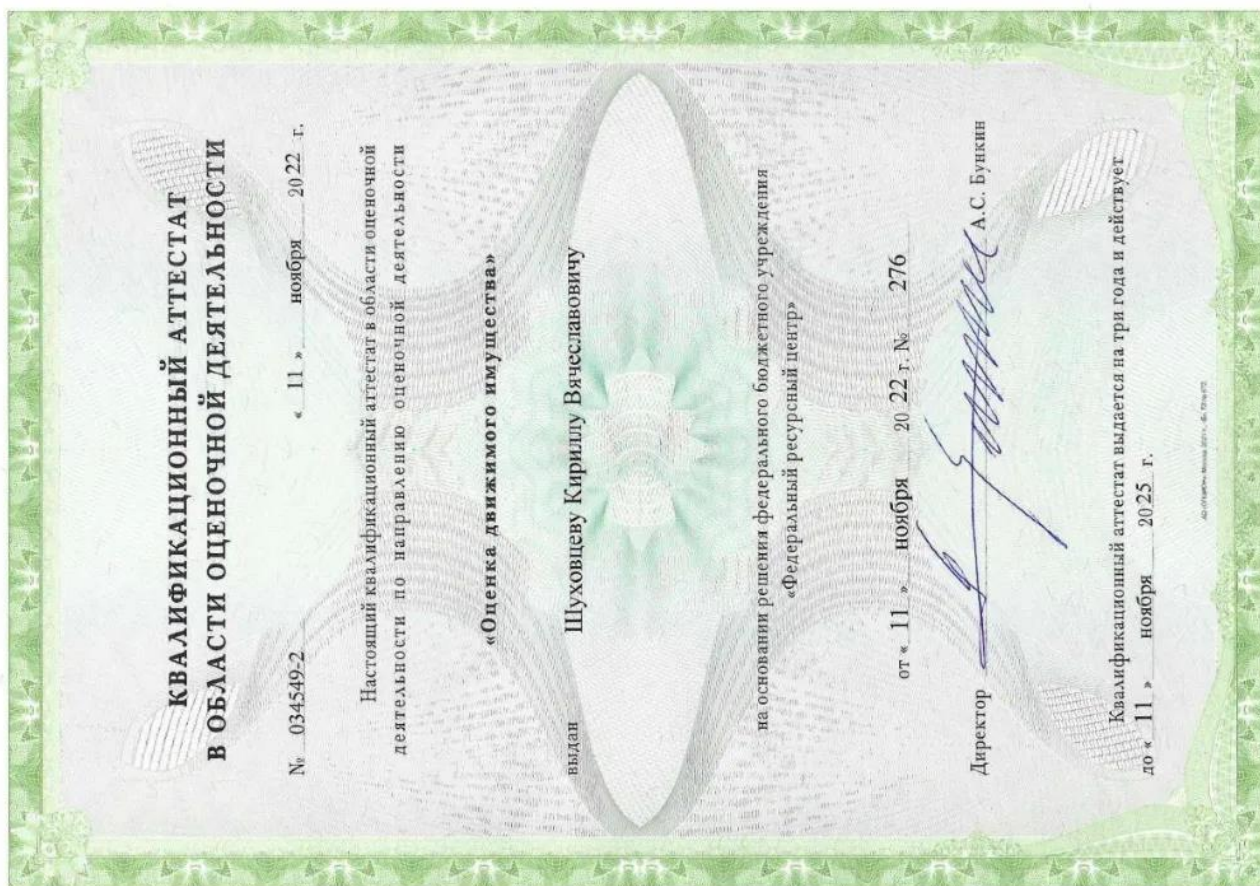 КВАЛИФИКАЦИОННЫЙ АТТЕСТАТ
В ОБЛАСТИ ОЦЕНОЧНОЙ ДЕЯТЕЛЬНОСТИ
№ 034549-2 « 11 » ноября 20 22 г.
Настоящий квалификационный аттестат в области оценочной
деятельности по направлению оценочной деятельности
«Оценка движимого имущества»
выдан Шуховцеву Кириллу Вячеславовичу
на основании решения федерального бюджетного учреждения
«Федеральный ресурсный центр»
от « 11 » ноября 20 22 г. № 276
Директор А.С. Бункин
Квалификационный аттестат выдается на три года и действует
до « 11 » ноября 20 25 г.